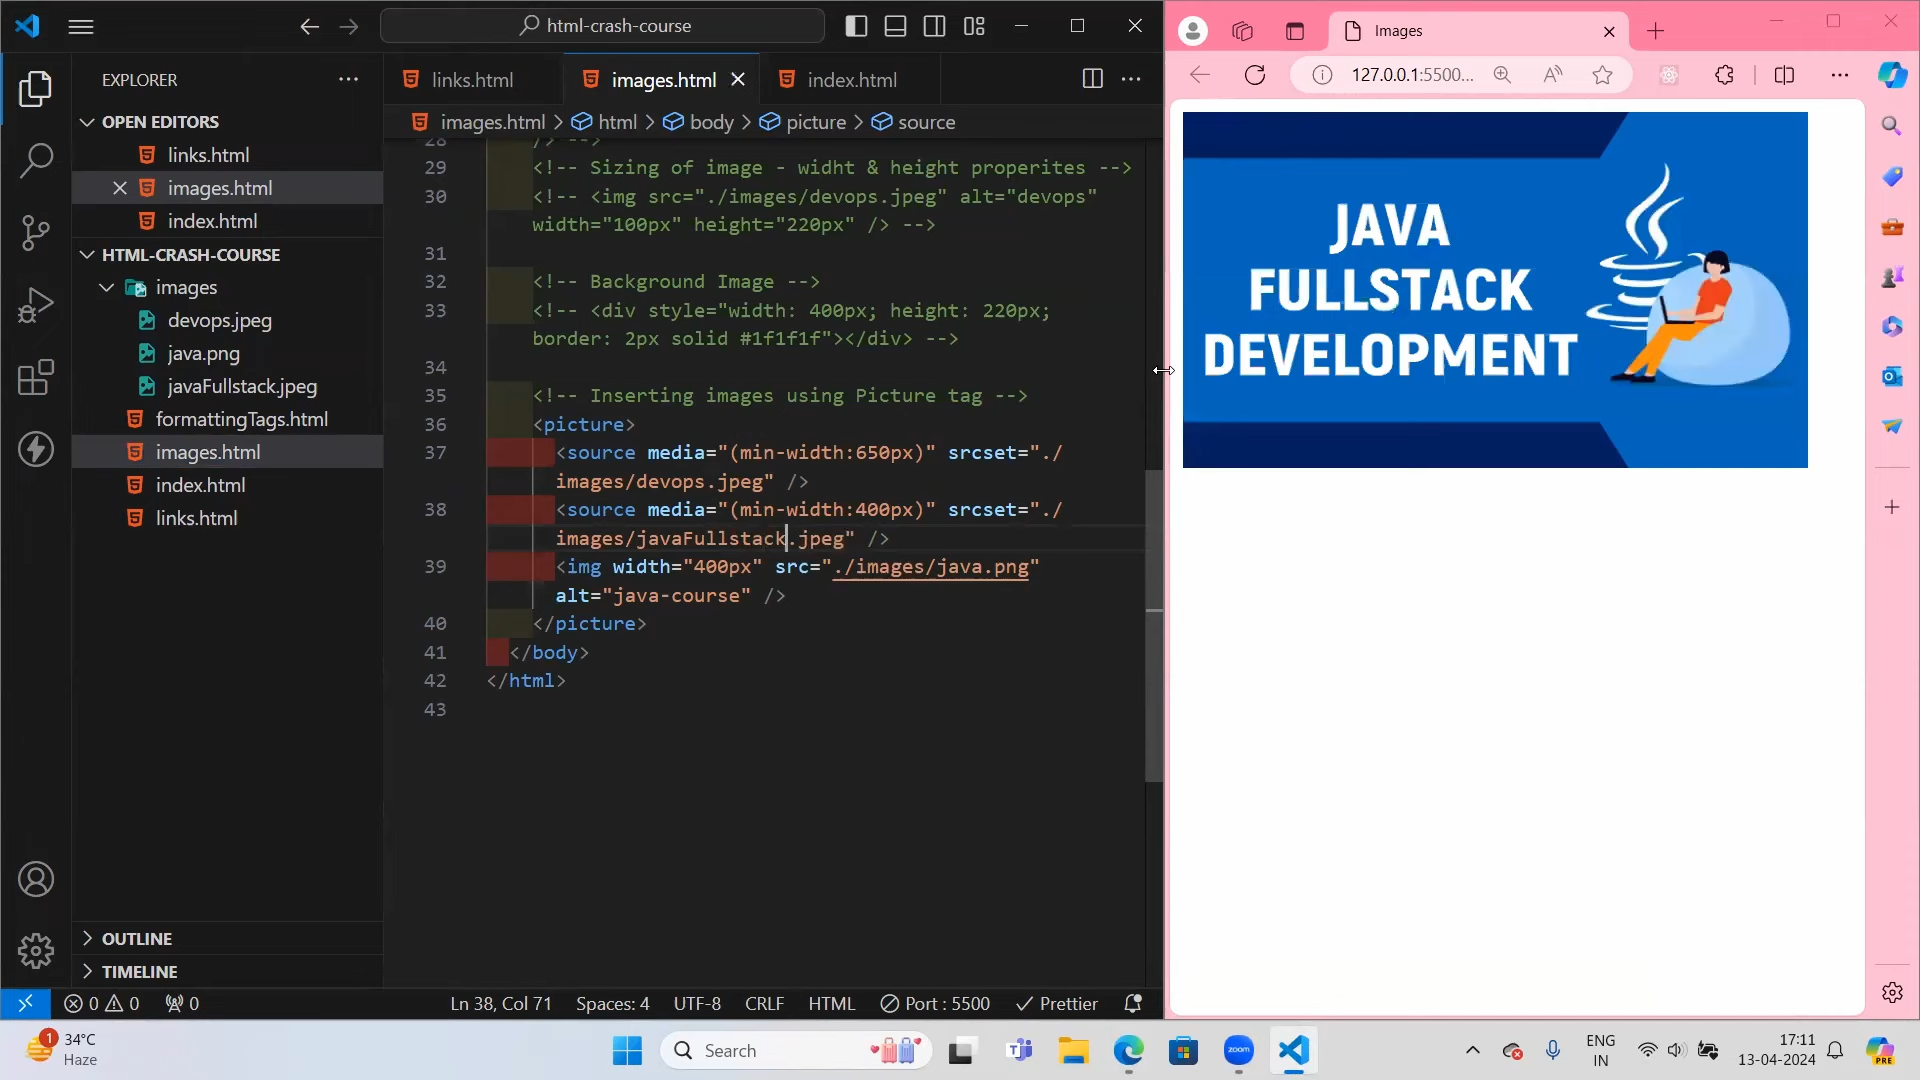 html-crash-course
EXPLORER
OPEN EDITORS
links.html
images.html
index.html
HTML-CRASH-COURSE
images
devops.jpeg
java.png
javaFullstack.jpeg
formattingTags.html
images.html
index.html
links.html
OUTLINE
TIMELINE
links.html
images.html
index.html
images.html > html > body > picture > source
28 /> -->
29 <!-- Sizing of image - widht & height properites -->
30 <!-- <img src="./images/devops.jpeg" alt="devops"
width="100px" height="220px" /> -->
31
32 <!-- Background Image -->
33 <!-- <div style="width: 400px; height: 220px;
border: 2px solid #1f1f1f"></div> -->
34
35 <!-- Inserting images using Picture tag -->
36 <picture>
37 <source media="(min-width:650px)" srcset="./
images/devops.jpeg" />
38 <source media="(min-width:400px)" srcset="./
images/javaFullstack.jpeg" />
39 <img width="400px" src="./images/java.png"
alt="java-course" />
40 </picture>
41 </body>
42 </html>
43
0 0 0 Ln 38, Col 71 Spaces: 4 UTF-8 CRLF HTML Port : 5500 Prettier
Images
127.0.0.1:5500...
JAVA
FULLSTACK
DEVELOPMENT
1
34°C
Haze
Search
zoom
ENG
IN
17:11
13-04-2024
PRE